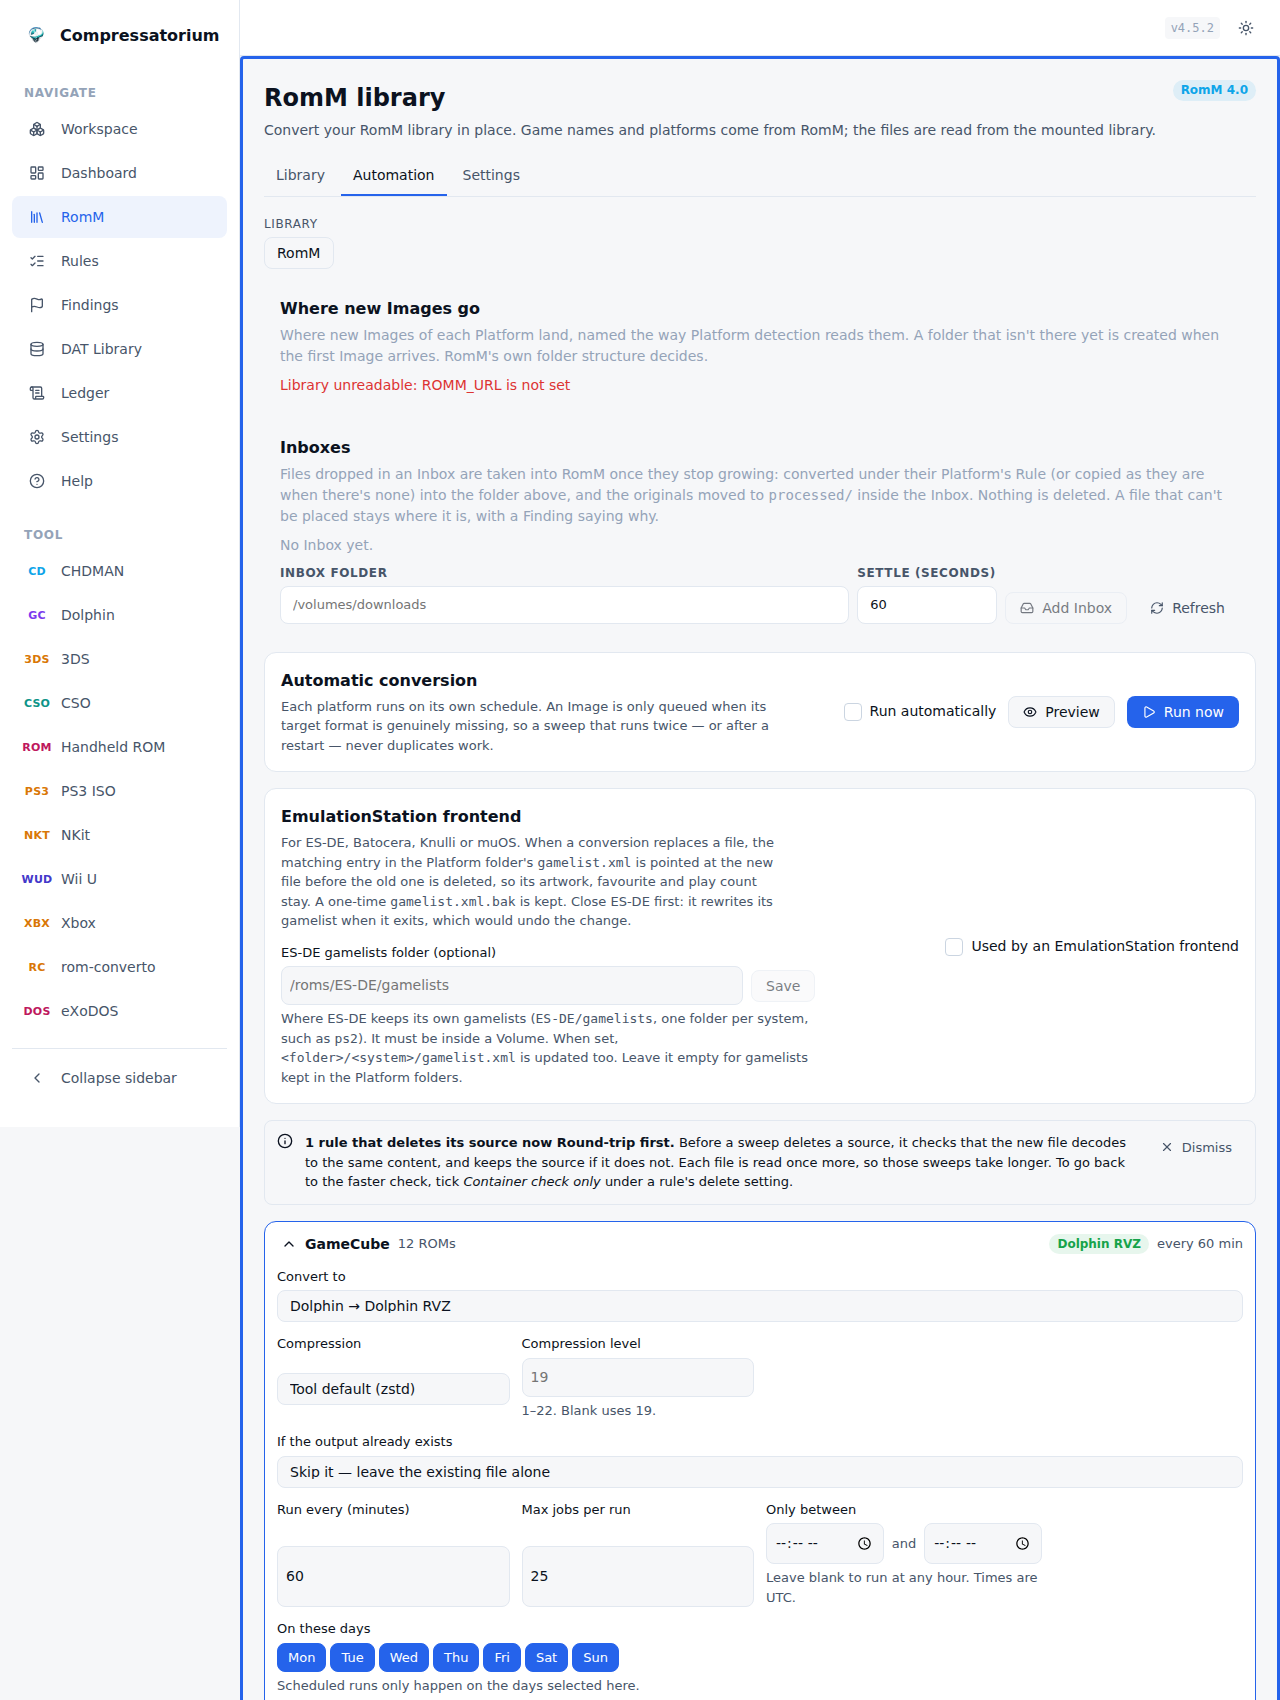 Compressatorium
v4.5.2
NAVIGATE
Workspace
Dashboard
RomM
Rules
Findings
DAT Library
Ledger
Settings
Help
TOOL
CD CHDMAN
GC Dolphin
3DS 3DS
CSO CSO
ROM Handheld ROM
PS3 PS3 ISO
NKT NKit
WUD Wii U
XBX Xbox
RC rom-converto
DOS eXoDOS
Collapse sidebar
RomM library
RomM 4.0
Convert your RomM library in place. Game names and platforms come from RomM; the files are read from the mounted library.
Library Automation Settings
LIBRARY
RomM
Where new Images go
Where new Images of each Platform land, named the way Platform detection reads them. A folder that isn't there yet is created when
the first Image arrives. RomM's own folder structure decides.
Library unreadable: ROMM_URL is not set
Inboxes
Files dropped in an Inbox are taken into RomM once they stop growing: converted under their Platform's Rule (or copied as they are
when there's none) into the folder above, and the originals moved to processed/ inside the Inbox. Nothing is deleted. A file that can't
be placed stays where it is, with a Finding saying why.
No Inbox yet.
INBOX FOLDER SETTLE (SECONDS)
/volumes/downloads 60 Add Inbox Refresh
Automatic conversion
Each platform runs on its own schedule. An Image is only queued when its
target format is genuinely missing, so a sweep that runs twice — or after a
restart — never duplicates work.
Run automatically Preview Run now
EmulationStation frontend
For ES-DE, Batocera, Knulli or muOS. When a conversion replaces a file, the
matching entry in the Platform folder's gamelist.xml is pointed at the new
file before the old one is deleted, so its artwork, favourite and play count
stay. A one-time gamelist.xml.bak is kept. Close ES-DE first: it rewrites its
gamelist when it exits, which would undo the change.
ES-DE gamelists folder (optional)
/roms/ES-DE/gamelists Save
Where ES-DE keeps its own gamelists (ES-DE/gamelists, one folder per system,
such as ps2). It must be inside a Volume. When set,
<folder>/<system>/gamelist.xml is updated too. Leave it empty for gamelists
kept in the Platform folders.
Used by an EmulationStation frontend
1 rule that deletes its source now Round-trip first. Before a sweep deletes a source, it checks that the new file decodes
to the same content, and keeps the source if it does not. Each file is read once more, so those sweeps take longer. To go back
to the faster check, tick Container check only under a rule's delete setting.
Dismiss
GameCube 12 ROMs Dolphin RVZ every 60 min
Convert to
Dolphin → Dolphin RVZ
Compression Compression level
Tool default (zstd) 19
1–22. Blank uses 19.
If the output already exists
Skip it — leave the existing file alone
Run every (minutes) Max jobs per run Only between
60 25 --:-- -- and --:-- --
Leave blank to run at any hour. Times are
UTC.
On these days
Mon Tue Wed Thu Fri Sat Sun
Scheduled runs only happen on the days selected here.